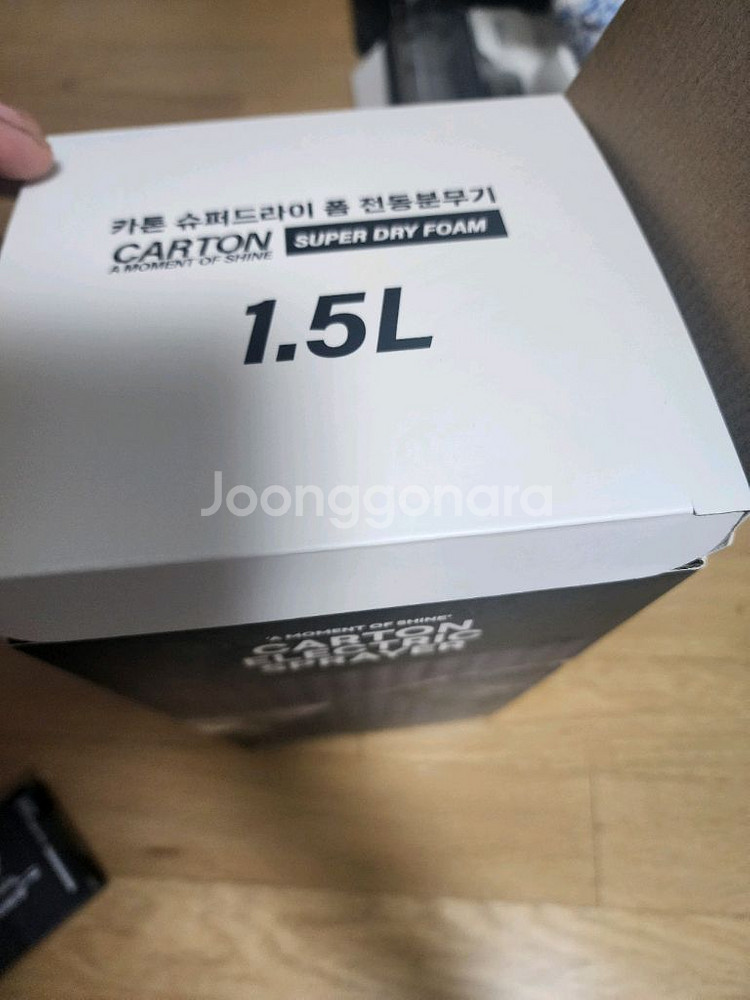 카톤 슈퍼드라이 폼 전동분무기
CARTON SUPER DRY FOAM
A MOMENT OF SHINE
1.5L
Joonggonara
'A MOMENT OF SHINE'
CARTON
ELECTRIC
SPRAYER